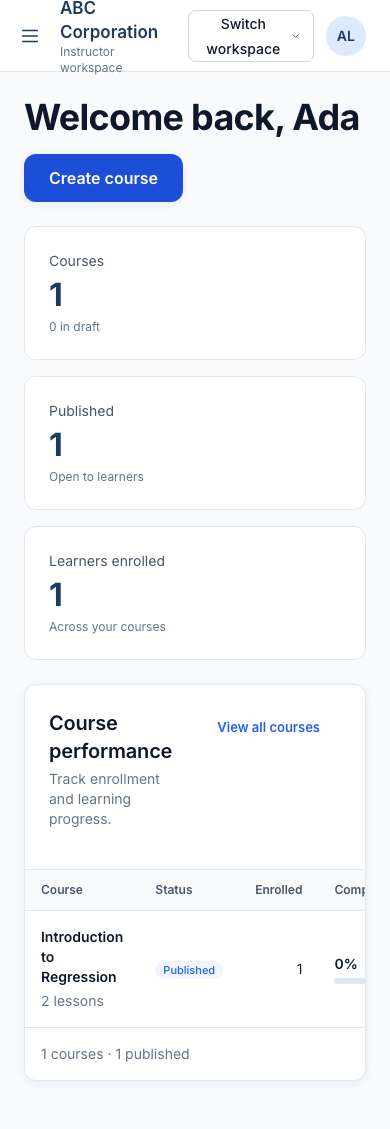 ABC
Corporation
Instructor
workspace
Switch
workspace
AL
Welcome back, Ada
Create course
Courses
1
0 in draft
Published
1
Open to learners
Learners enrolled
1
Across your courses
Course
performance
View all courses
Track enrollment
and learning
progress.
Course Status Enrolled Comp
Introduction
to
Regression
2 lessons
Published
1
0%
1 courses · 1 published